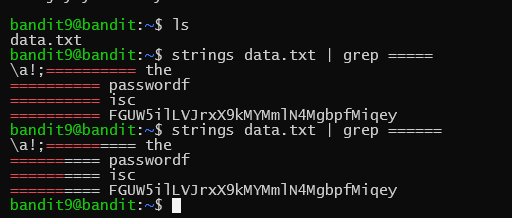 bandit9@bandit:~$ ls
data.txt
bandit9@bandit:~$ strings data.txt | grep =====
\a!;========== the
========== passwordf
========== isc
========== FGUW5ilLVJrxX9kMYMmlN4MgbpfMiqey
bandit9@bandit:~$ strings data.txt | grep ======
\a!;========== the
========== passwordf
========== isc
========== FGUW5ilLVJrxX9kMYMmlN4MgbpfMiqey
bandit9@bandit:~$